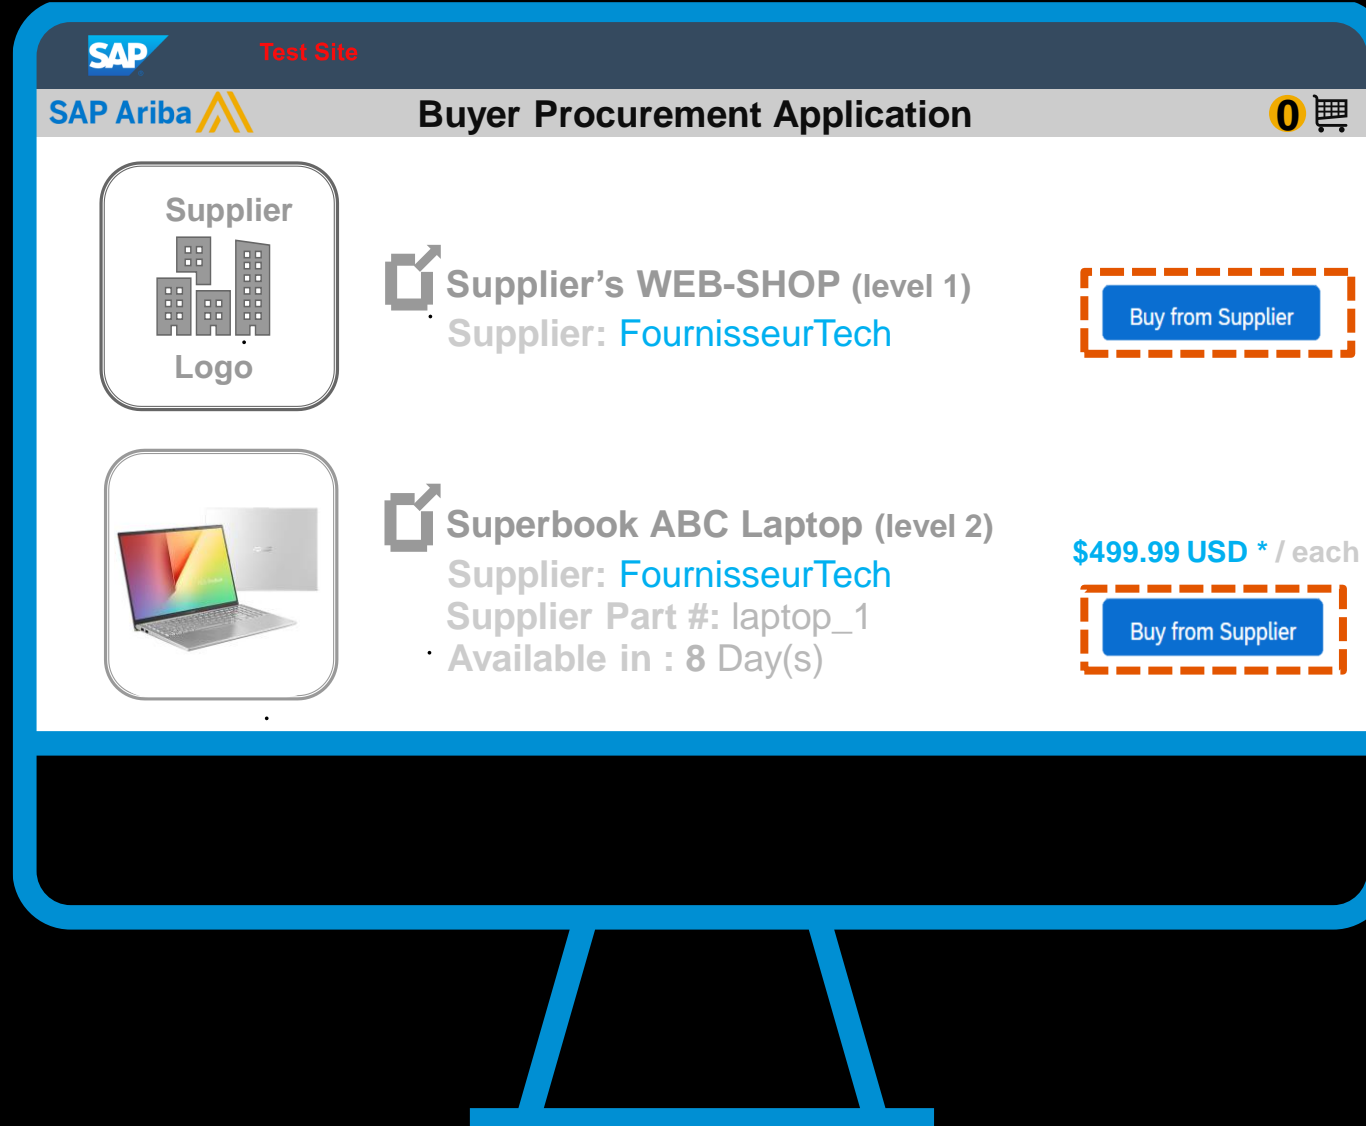 SAP
Test Site
SAP Ariba
Buyer Procurement Application
0
Supplier
Logo
Supplier’s WEB-SHOP (level 1)
Supplier: FournisseurTech
Buy from Supplier
Superbook ABC Laptop (level 2)
Supplier: FournisseurTech
Supplier Part #: laptop_1
Available in : 8 Day(s)
$499.99 USD * / each
Buy from Supplier